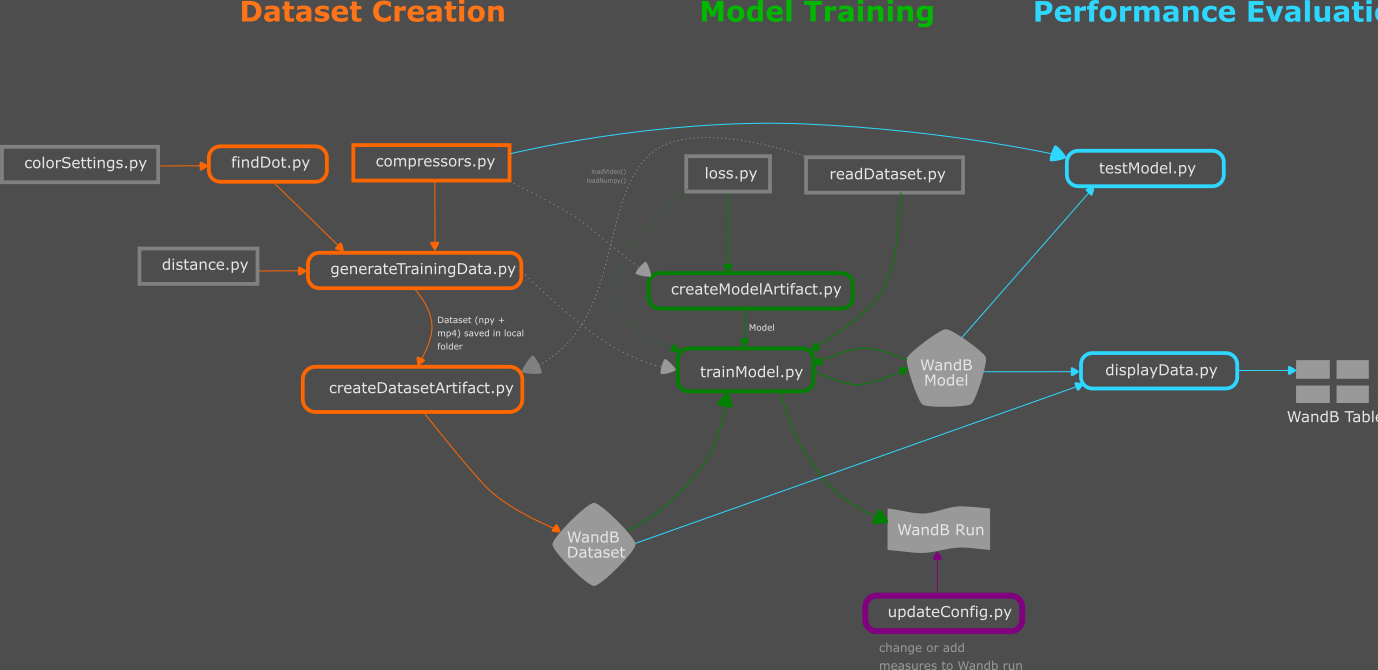 Dataset Creation
Model Training
Performance Evaluati
colorSettings.py
findDot.py
compressors.py
loadVideo()
loadNumpy()
loss.py
readDataset.py
testModel.py
distance.py
generateTrainingData.py
createModelArtifact.py
Dataset (npy +
mp4) saved in local
folder
Model
createDatasetArtifact.py
trainModel.py
WandB
Model
displayData.py
WandB Table
WandB
Dataset
WandB Run
updateConfig.py
change or add
measures to Wandb run